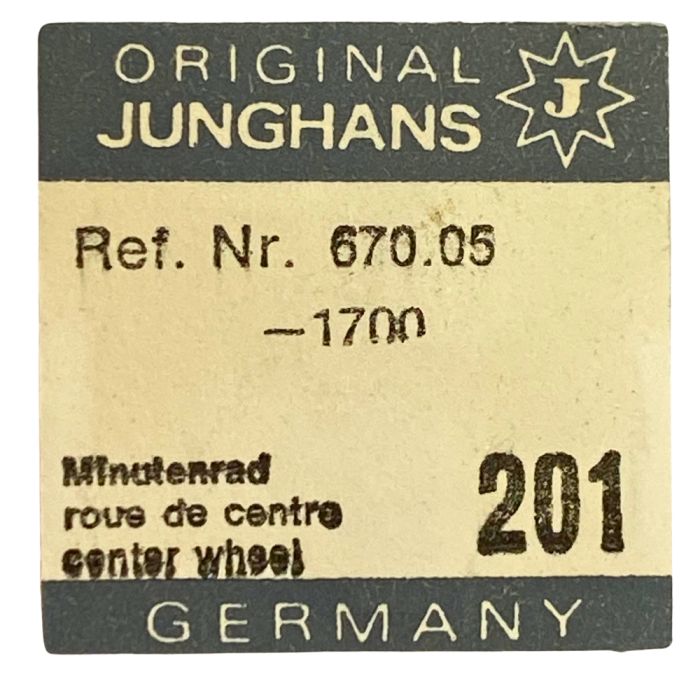 ORIGINAL
JUNGHANS
J
Ref. Nr. 670.05
-1700
Minutenrad
roue de centre
center wheel
201
GERMANY